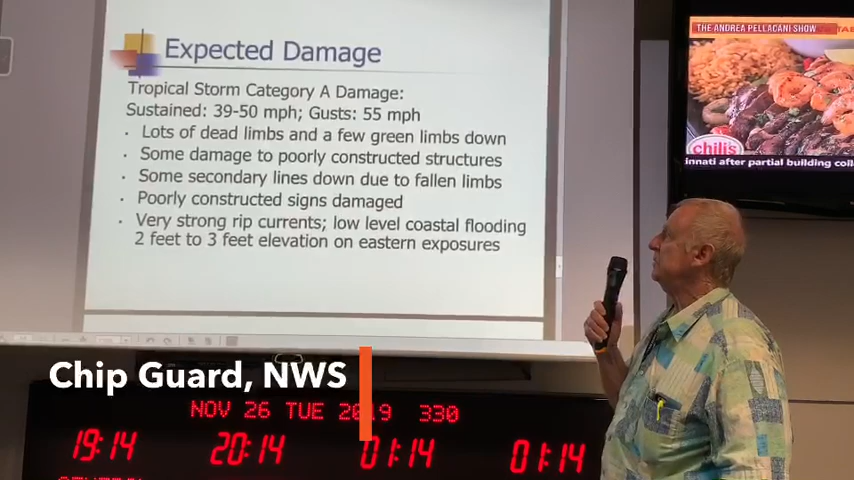 Expected Damage
Tropical Storm Category A Damage:
Sustained: 39-50 mph; Gusts: 55 mph
· Lots of dead limbs and a few green limbs down
· Some damage to poorly constructed structures
· Some secondary lines down due to fallen limbs
· Poorly constructed signs damaged
· Very strong rip currents; low level coastal flooding
2 feet to 3 feet elevation on eastern exposures
THE ANDREA PELLACANI SHOW
chili's
innati after partial building
Chip Guard, NWS
NOV 26 TUE 2019 330
19:14 20:14 01:14 01:14